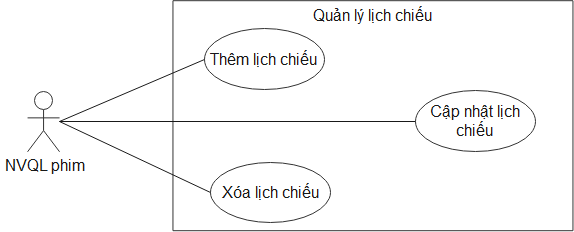 Quản lý lịch chiếu
Thêm lịch chiếu
Cập nhật lịch
chiếu
NVQL phim
Xóa lịch chiếu